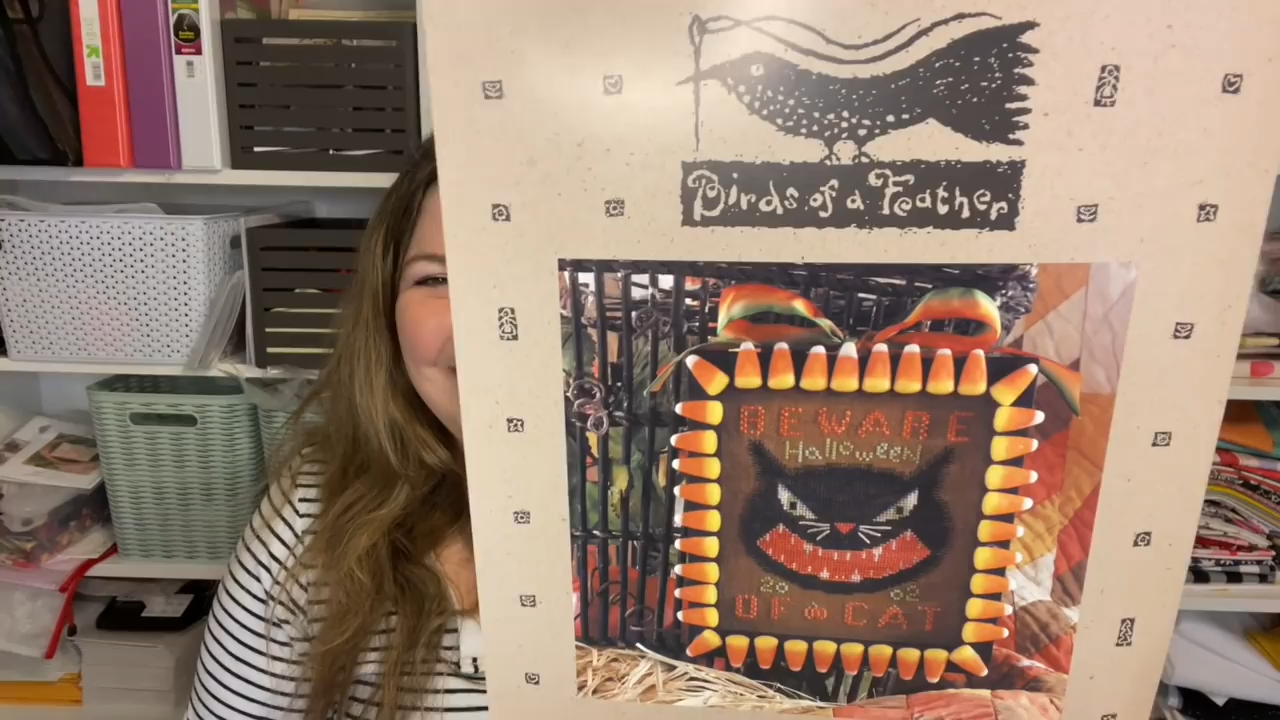 Birds of a Feather
BEWARE
Halloween
20 02
OF CAT